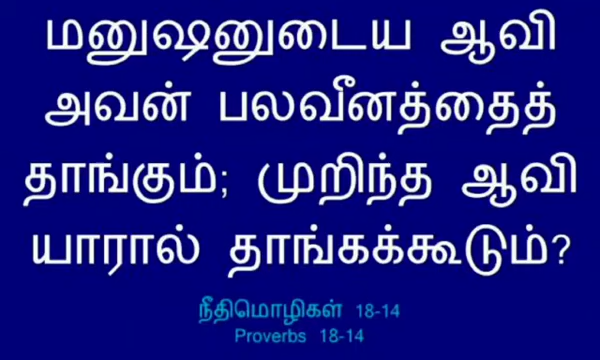 மனுஷனுடைய ஆவி
அவன் பலவீனத்தைத்
தாங்கும்; முறிந்த ஆவி
யாரால் தாங்கக்கூடும்?
நீதிமொழிகள் 18-14
Proverbs 18-14